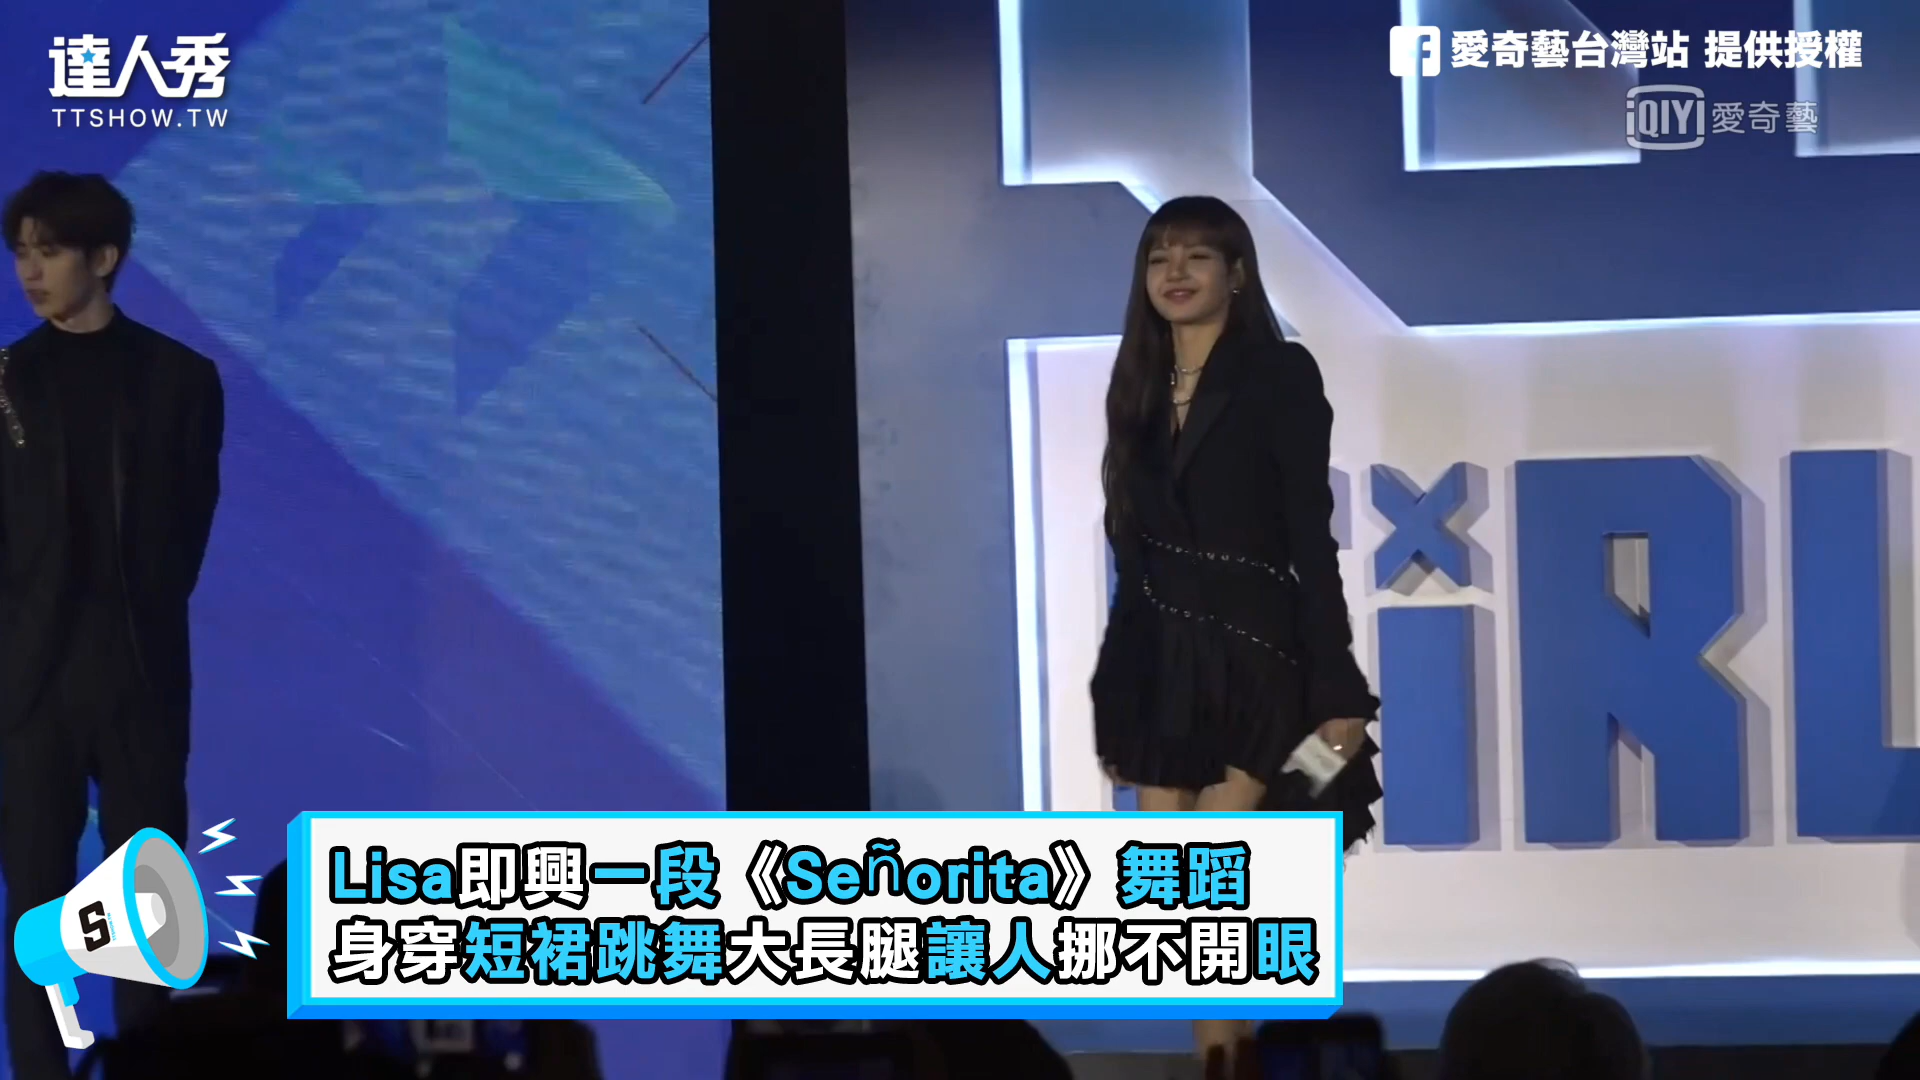 達人秀
TTSHOW.TW
愛奇藝台灣站 提供授權
iQIYI 愛奇藝
GiRL
S
Lisa即興一段《Señorita》舞蹈
身穿短裙跳舞大長腿讓人挪不開眼